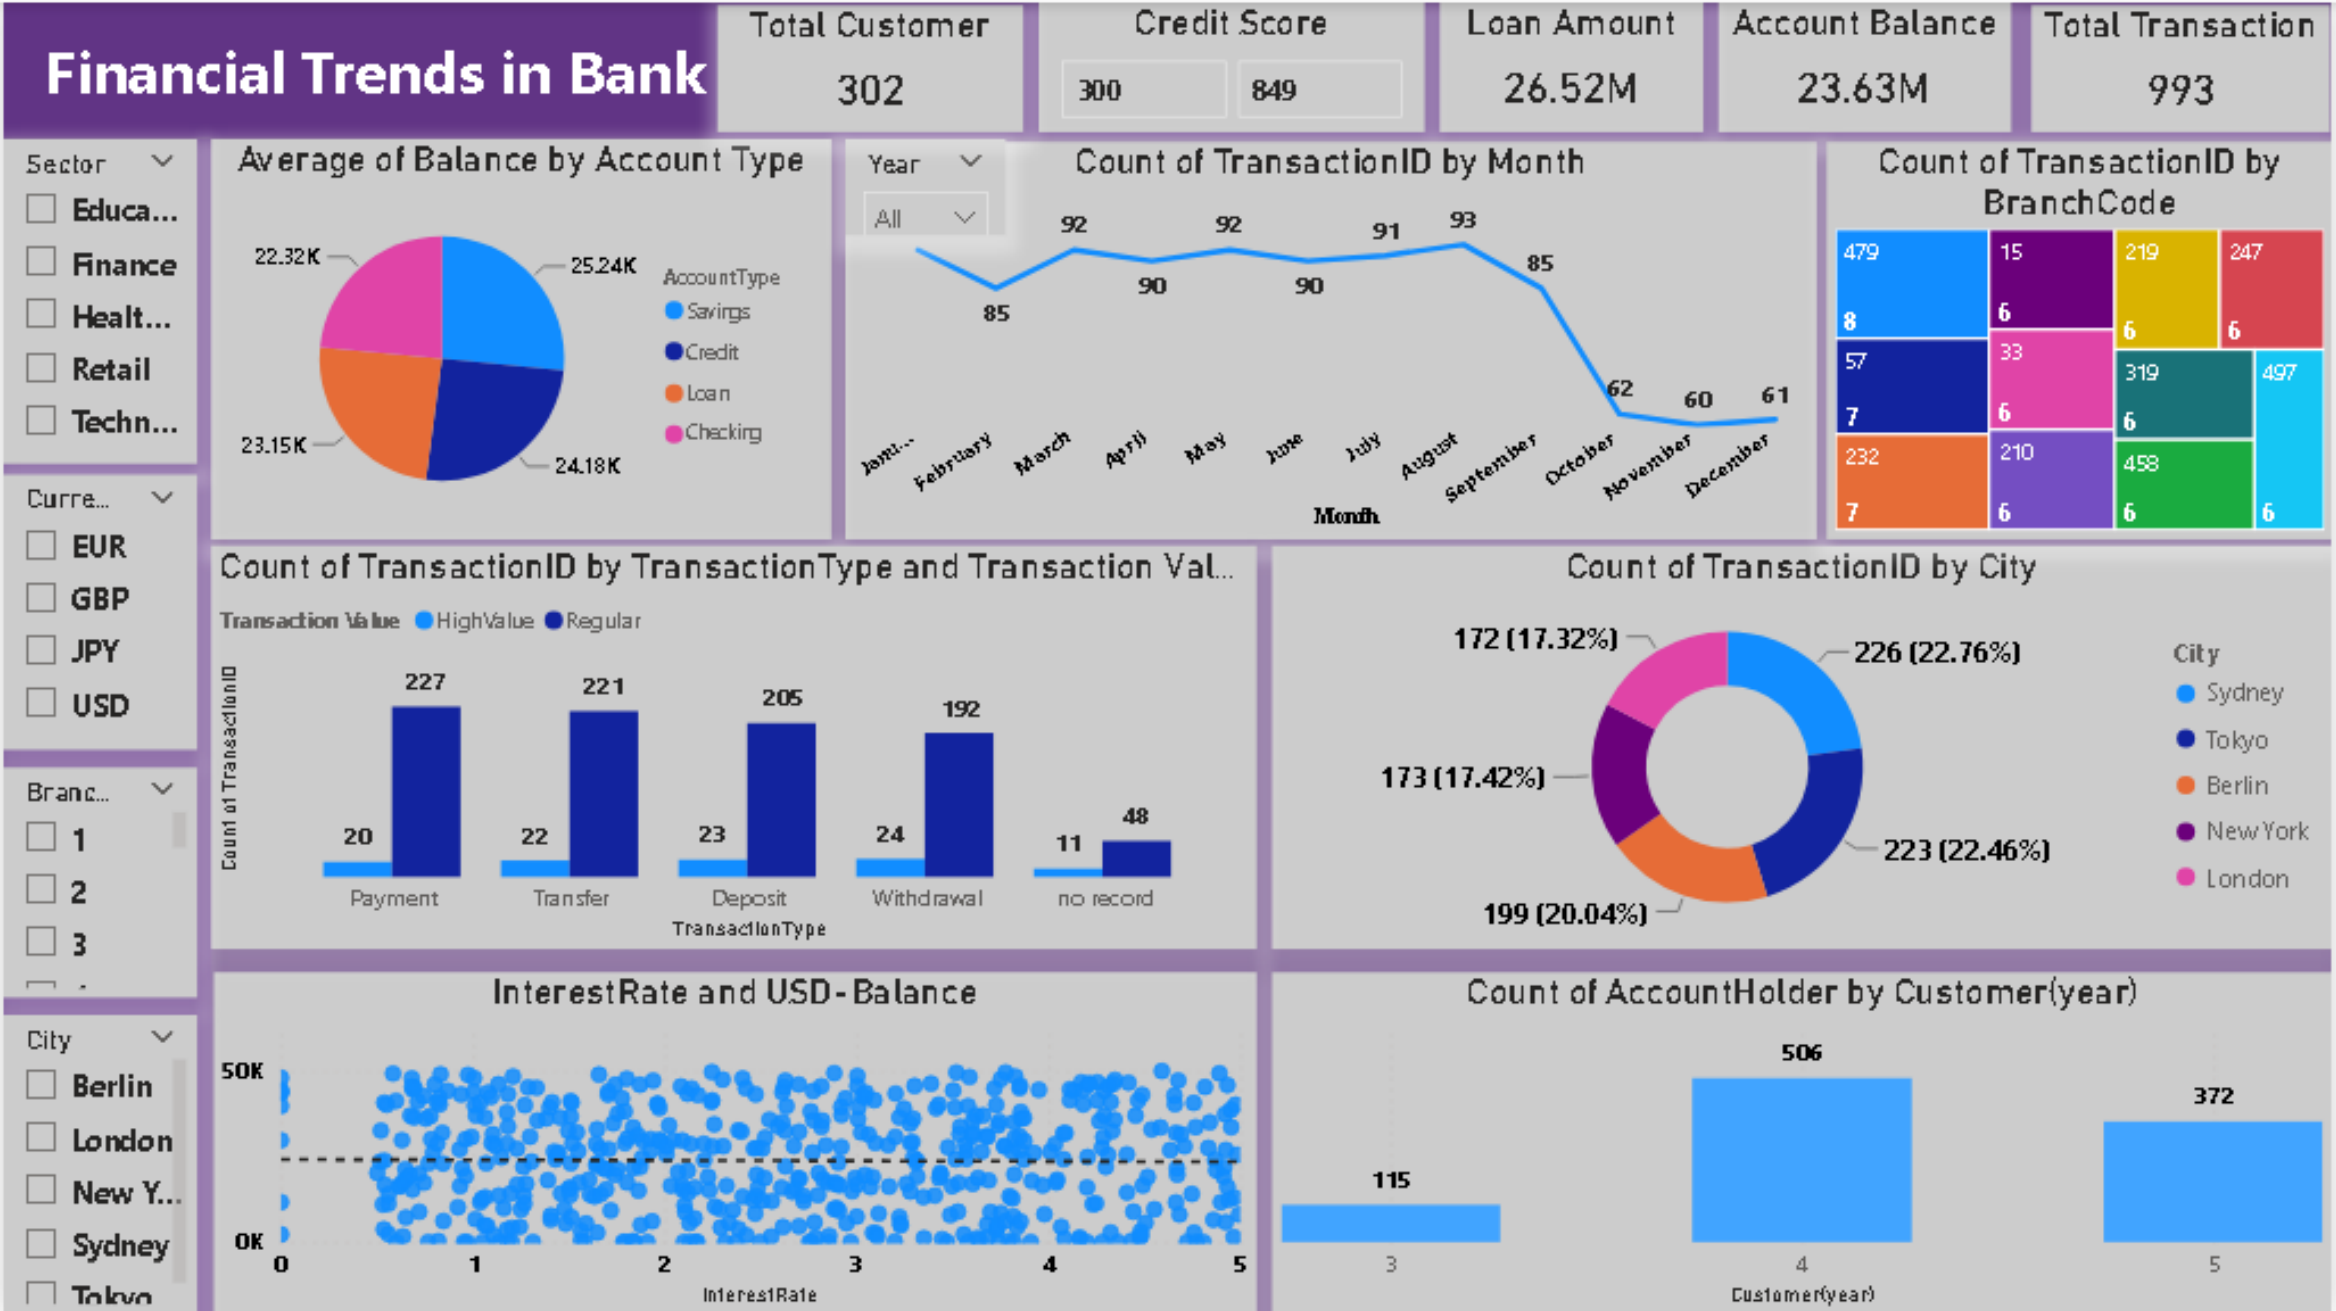 Financial Trends in Bank
Total Customer
302
Credit Score
300 849
Loan Amount
26.52M
Account Balance
23.63M
Total Transaction
993
Sector
Educa...
Finance
Healt...
Retail
Techn...
Curre...
EUR
GBP
JPY
USD
Branc...
1
2
3
City
Berlin
London
New Y...
Sydney
Tokyo
Average of Balance by Account Type
22.32K
25.24K
23.15K
24.18K
AccountType
Savings
Credit
Loan
Checking
Year
All
Count of TransactionID by Month
85
92
90
92
90
91
93
85
62
60
61
Janu...
February
March
April
May
June
July
August
September
October
November
December
Month
Count of TransactionID by
BranchCode
479
8
57
7
232
7
15
6
33
6
210
6
219
6
247
6
319
6
458
6
497
6
Count of TransactionID by TransactionType and Transaction Val...
Transaction Value HighValue Regular
Count of TransactionID
20 227
22 221
23 205
24 192
11 48
Payment Transfer Deposit Withdrawal no record
TransactionType
Count of TransactionID by City
172 (17.32%)
226 (22.76%)
173 (17.42%)
223 (22.46%)
199 (20.04%)
City
Sydney
Tokyo
Berlin
New York
London
InterestRate and USD-Balance
50K
0K
0 1 2 3 4 5
InterestRate
Count of AccountHolder by Customer(year)
115
506
372
3 4 5
Customer(year)